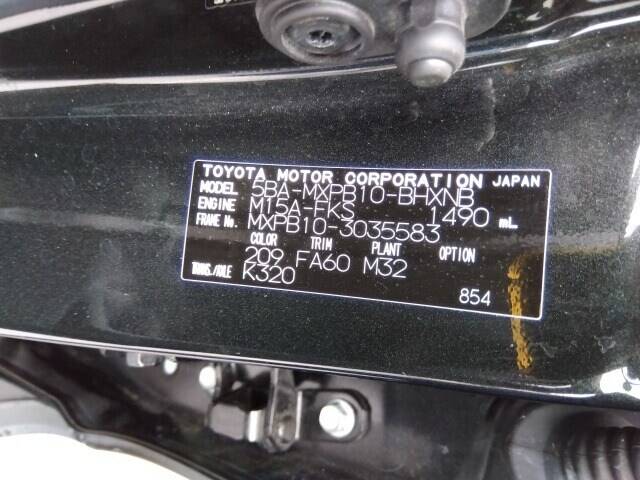 TOYOTA MOTOR CORPORATION JAPAN
MODEL 5BA-MXPB10-BHXNB
ENGINE M15A-FKS 1490 mL
FRAME No. MXPB10-3035583
COLOR TRIM PLANT OPTION
209 FA60 M32
TRANS./AXLE K320
854